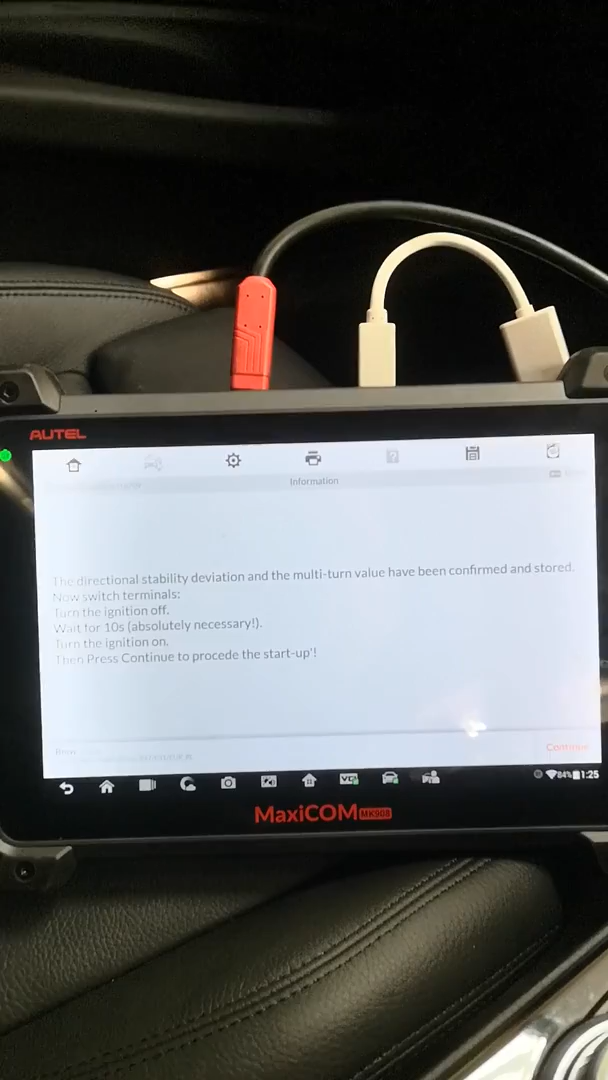 AUTEL
Information
The directional stability deviation and the multi-turn value have been confirmed and stored.
Now switch terminals:
Turn the ignition off.
Wait for 10s (absolutely necessary!).
Turn the ignition on.
Then Press Continue to procede the start-up'!
Continue
VCI
84% 1:25
MaxiCOM MK908